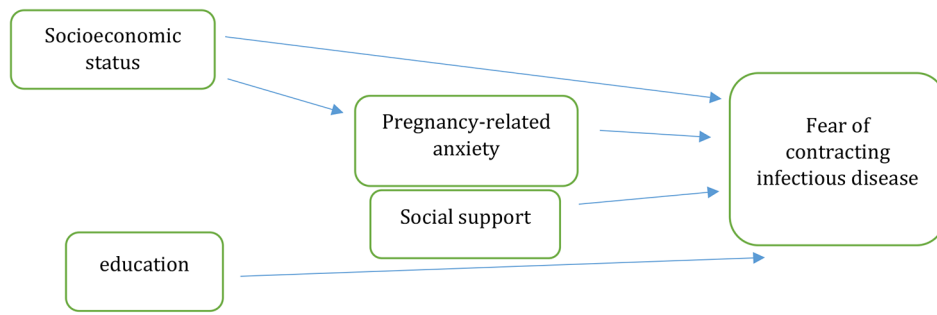 Socioeconomic
status
Pregnancy-related
anxiety
Social support
education
Fear of
contracting
infectious disease